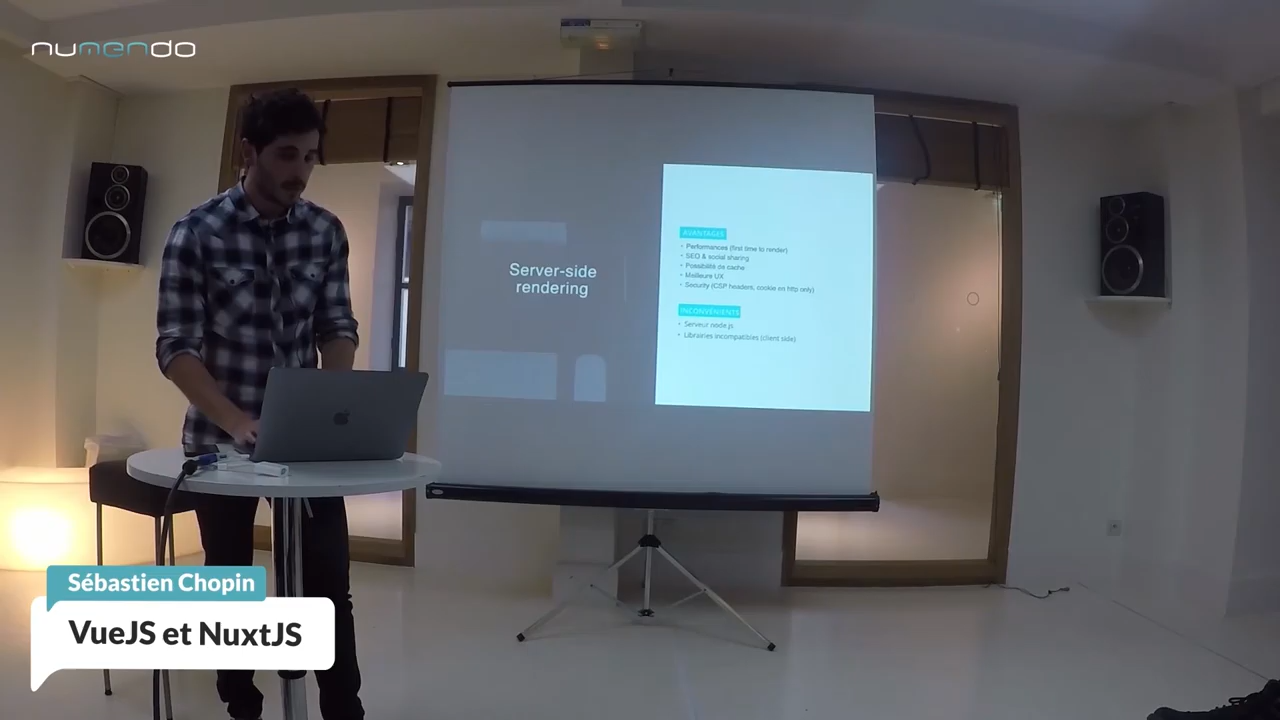 numendo
Server-side
rendering
AVANTAGES
• Performances (first time to render)
• SEO & social sharing
• Possibilité de cache
• Meilleure UX
• Security (CSP headers, cookie en http only)
INCONVÉNIENTS
• Serveur node.js
• Librairies incompatibles (client side)
Sébastien Chopin
VueJS et NuxtJS